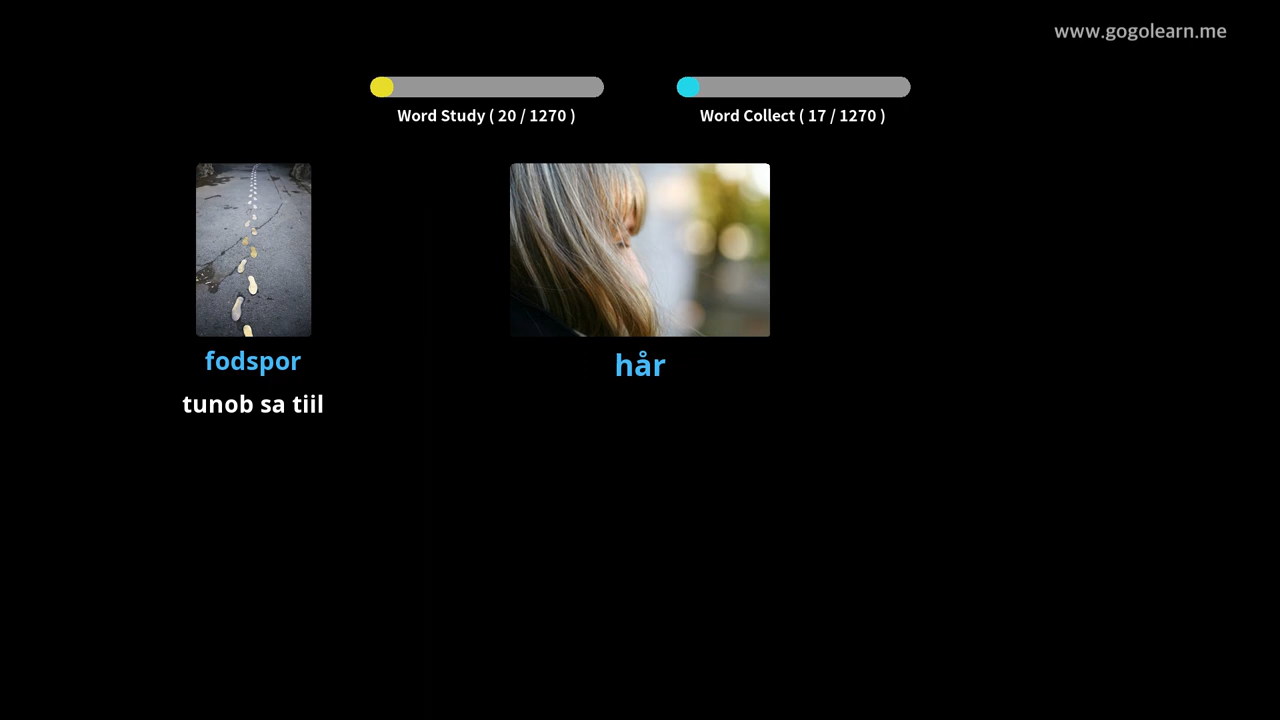 www.gogolearn.me
Word Study ( 20 / 1270 )
Word Collect ( 17 / 1270 )
fodspor
hår
tunob sa tiil